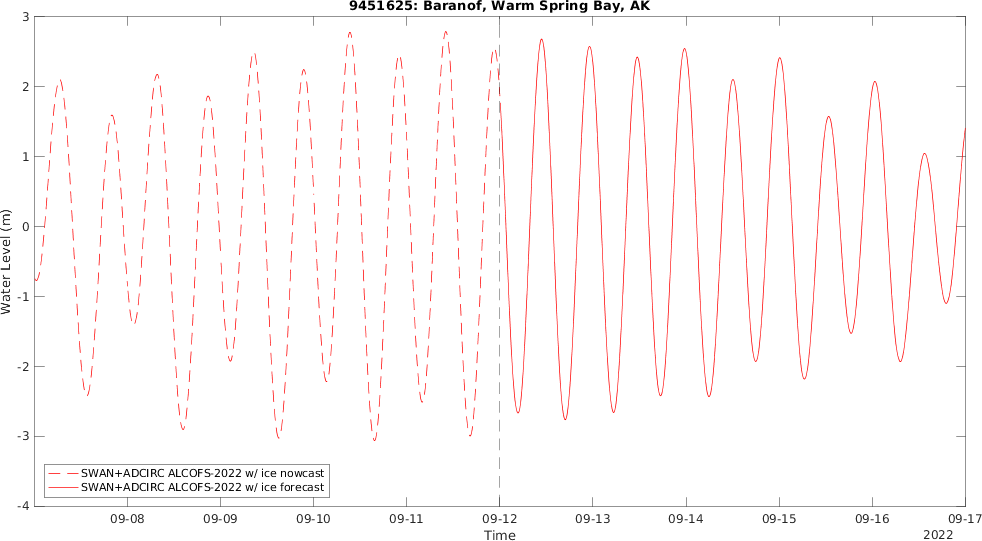 9451625: Baranof, Warm Spring Bay, AK
Water Level (m)
3
2
1
0
-1
-2
-3
-4
SWAN+ADCIRC ALCOFS-2022 w/ ice nowcast
SWAN+ADCIRC ALCOFS-2022 w/ ice forecast
09-08 09-09 09-10 09-11 09-12 09-13 09-14 09-15 09-16 09-17
Time
2022